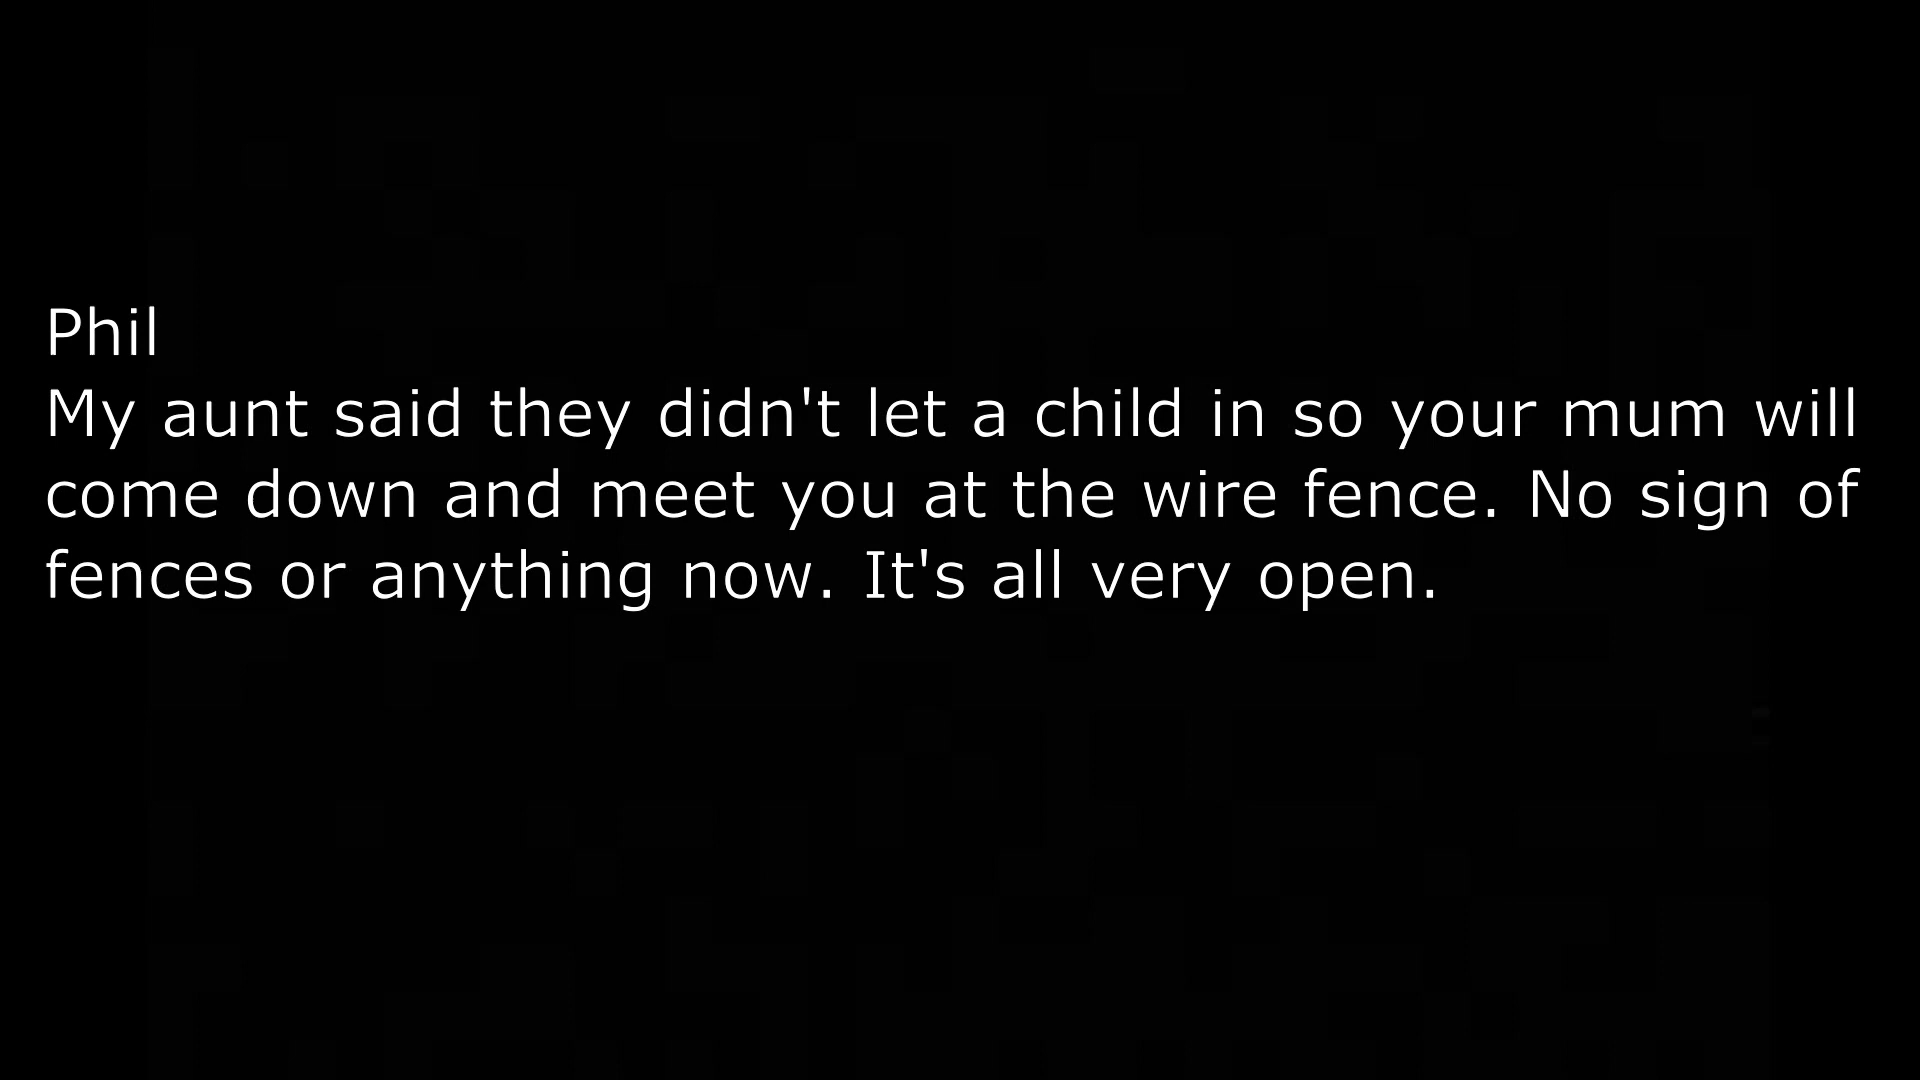 Phil
My aunt said they didn't let a child in so your mum will
come down and meet you at the wire fence. No sign of
fences or anything now. It's all very open.